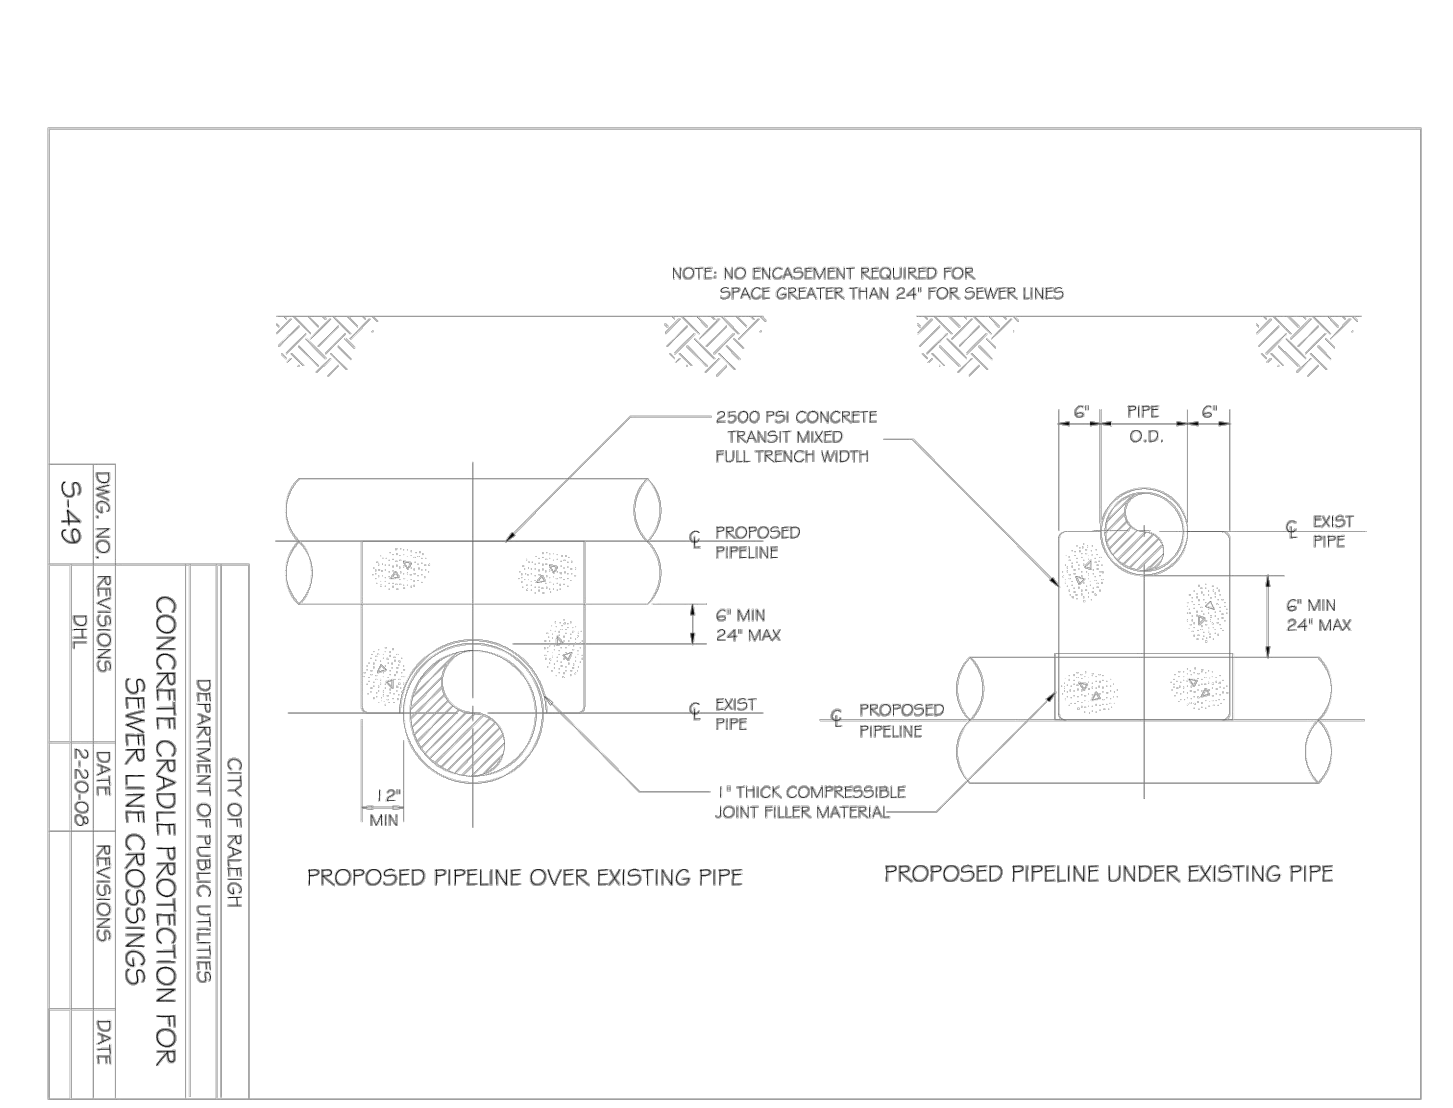 NOTE: NO ENCASEMENT REQUIRED FOR
SPACE GREATER THAN 24" FOR SEWER LINES
2500 PSI CONCRETE
TRANSIT MIXED
FULL TRENCH WIDTH
6" PIPE 6"
O.D.
℄ PROPOSED
PIPELINE
℄ EXIST
PIPE
6" MIN
24" MAX
6" MIN
24" MAX
℄ EXIST
PIPE
℄ PROPOSED
PIPELINE
12"
MIN
1" THICK COMPRESSIBLE
JOINT FILLER MATERIAL
PROPOSED PIPELINE OVER EXISTING PIPE
PROPOSED PIPELINE UNDER EXISTING PIPE
CITY OF RALEIGH
DEPARTMENT OF PUBLIC UTILITIES
CONCRETE CRADLE PROTECTION FOR
SEWER LINE CROSSINGS
DWG. NO. REVISIONS DATE REVISIONS DATE
S-49 DHL 2-20-08